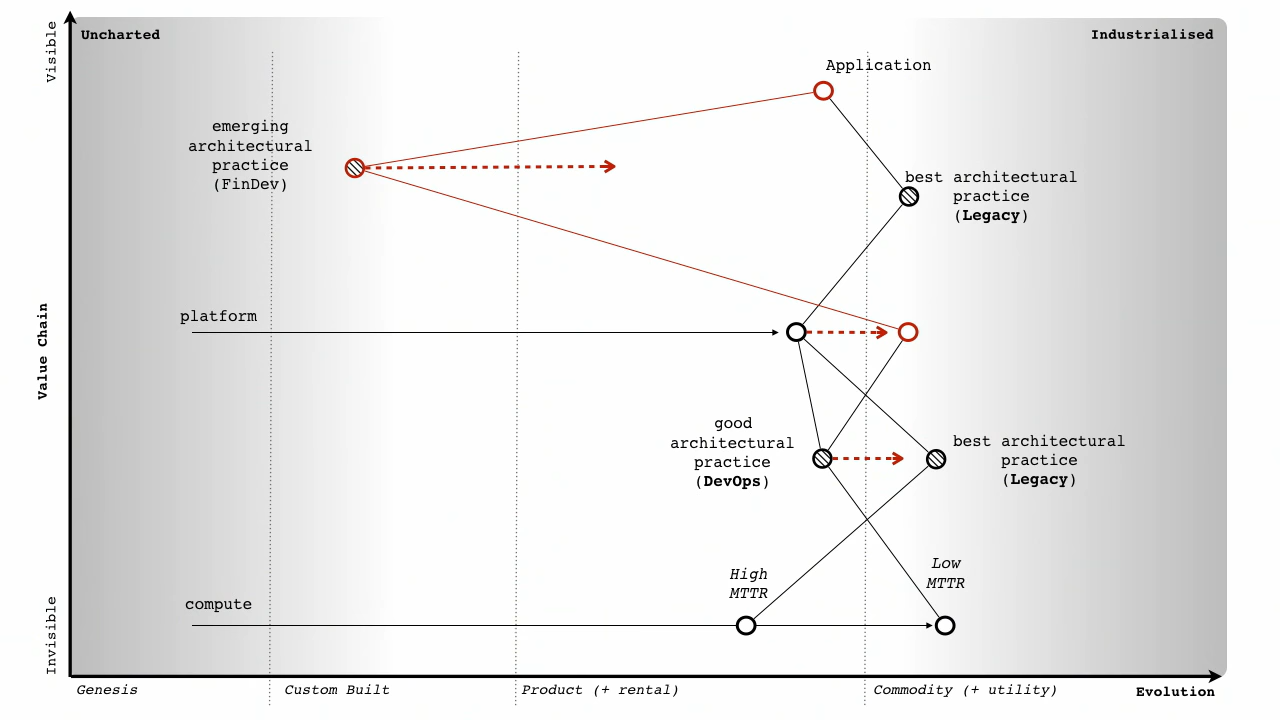 Uncharted
Industrialised
Visible
Application
emerging
architectural
practice
(FinDev)
best architectural
practice
(Legacy)
platform
Value Chain
good
architectural
practice
(DevOps)
best architectural
practice
(Legacy)
High
MTTR
Low
MTTR
compute
Invisible
Genesis
Custom Built
Product (+ rental)
Commodity (+ utility)
Evolution